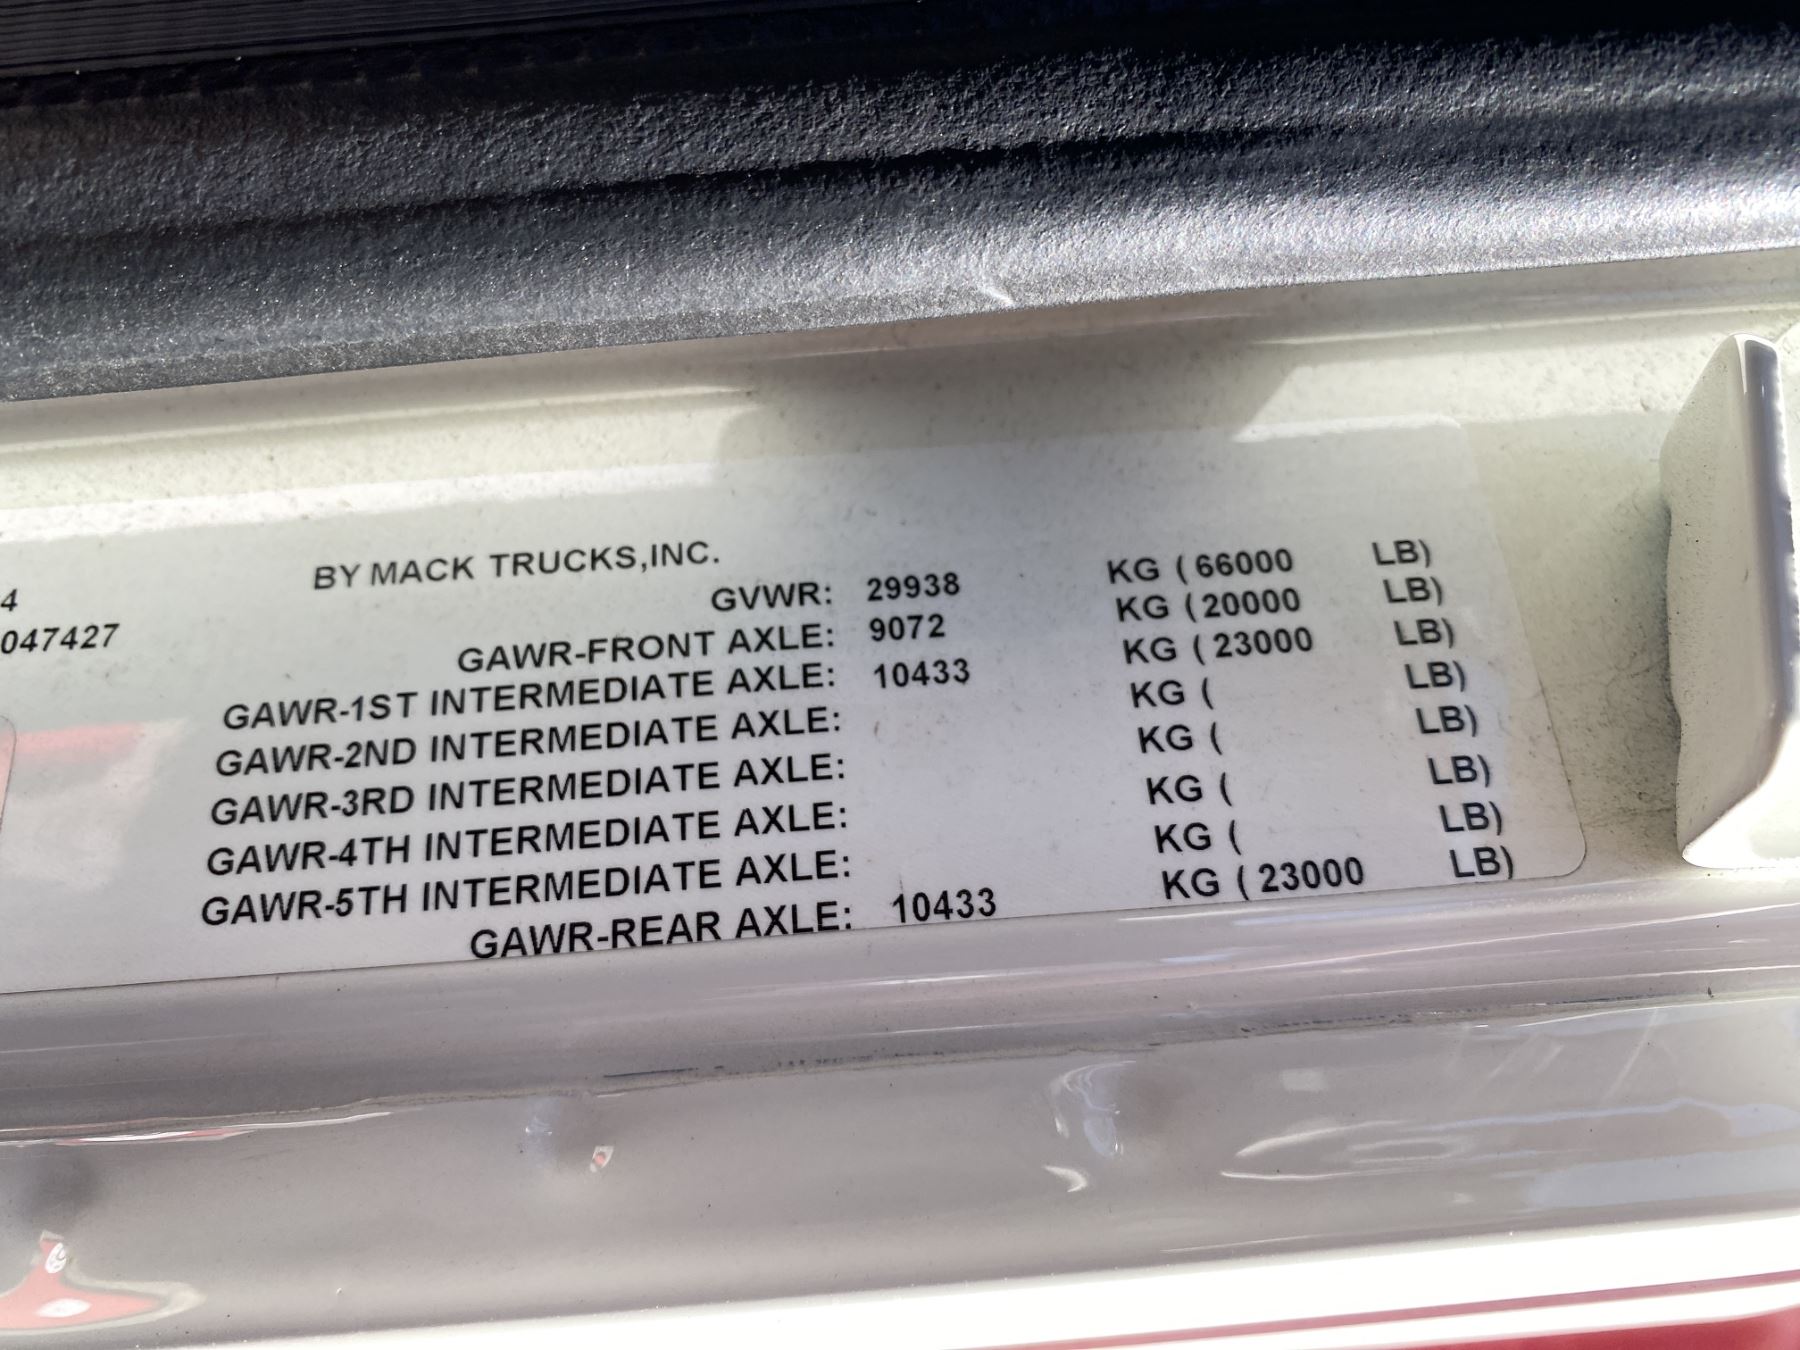 BY MACK TRUCKS,INC.
4
GVWR: 29938 KG ( 66000 LB)
047427
GAWR-FRONT AXLE: 9072 KG ( 20000 LB)
GAWR-1ST INTERMEDIATE AXLE: 10433 KG ( 23000 LB)
GAWR-2ND INTERMEDIATE AXLE: KG ( LB)
GAWR-3RD INTERMEDIATE AXLE: KG ( LB)
GAWR-4TH INTERMEDIATE AXLE: KG ( LB)
GAWR-5TH INTERMEDIATE AXLE: KG ( LB)
GAWR-REAR AXLE: 10433 KG ( 23000 LB)